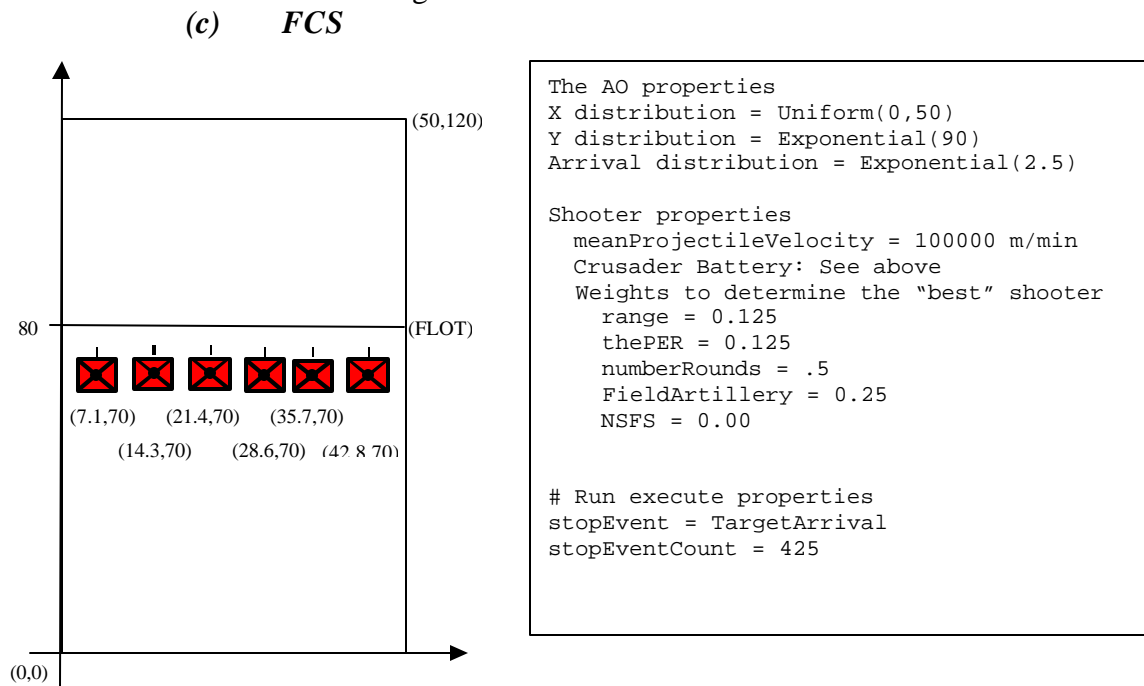 (c) FCS
(50,120)
80
(FLOT)
(7.1,70) (21.4,70) (35.7,70)
(14.3,70) (28.6,70) (42.8,70)
(0,0)
The AO properties
X distribution = Uniform(0,50)
Y distribution = Exponential(90)
Arrival distribution = Exponential(2.5)
Shooter properties
meanProjectileVelocity = 100000 m/min
Crusader Battery: See above
Weights to determine the “best” shooter
range = 0.125
thePER = 0.125
numberRounds = .5
FieldArtillery = 0.25
NSFS = 0.00
# Run execute properties
stopEvent = TargetArrival
stopEventCount = 425